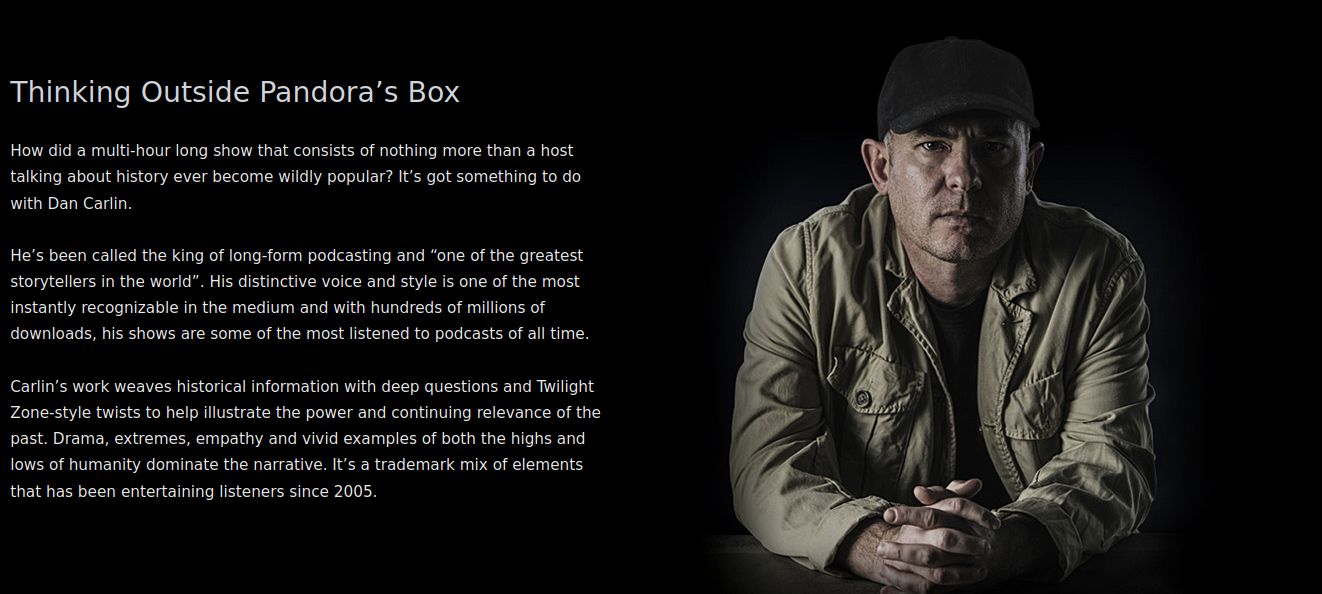 Thinking Outside Pandora’s Box
How did a multi-hour long show that consists of nothing more than a host
talking about history ever become wildly popular? It’s got something to do
with Dan Carlin.
He’s been called the king of long-form podcasting and “one of the greatest
storytellers in the world”. His distinctive voice and style is one of the most
instantly recognizable in the medium and with hundreds of millions of
downloads, his shows are some of the most listened to podcasts of all time.
Carlin’s work weaves historical information with deep questions and Twilight
Zone-style twists to help illustrate the power and continuing relevance of the
past. Drama, extremes, empathy and vivid examples of both the highs and
lows of humanity dominate the narrative. It’s a trademark mix of elements
that has been entertaining listeners since 2005.